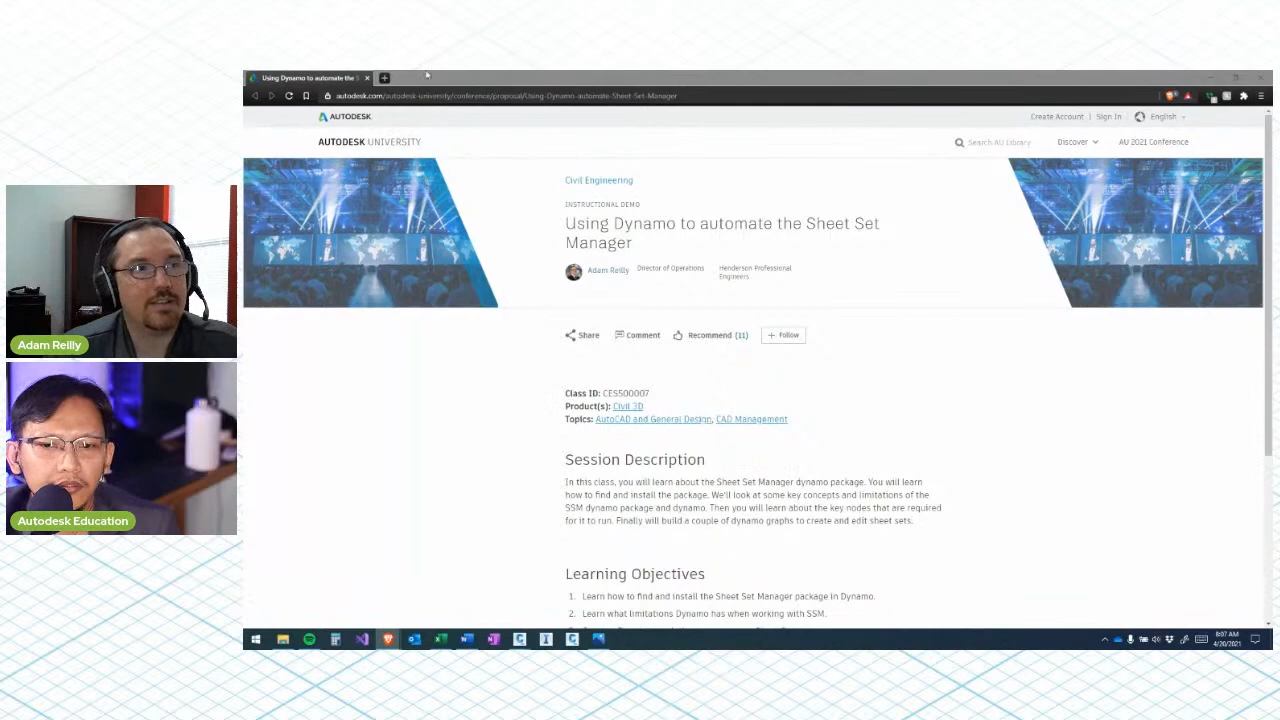 Using Dynamo to automate the S
autodesk.com/autodesk-university/conference/proposal/Using-Dynamo-automate-Sheet-Set-Manager
AUTODESK
Create Account | Sign In | English
AUTODESK UNIVERSITY
Search AU Library
Discover
AU 2021 Conference
Civil Engineering
INSTRUCTIONAL DEMO
Using Dynamo to automate the Sheet Set
Manager
Adam Reilly
Director of Operations
Henderson Professional
Engineers
Share
Comment
Recommend (11)
+ Follow
Class ID: CES500007
Product(s): Civil 3D
Topics: AutoCAD and General Design, CAD Management
Session Description
In this class, you will learn about the Sheet Set Manager dynamo package. You will learn
how to find and install the package. We'll look at some key concepts and limitations of the
SSM dynamo package and dynamo. Then you will learn about the key nodes that are required
for it to run. Finally will build a couple of dynamo graphs to create and edit sheet sets.
Learning Objectives
1. Learn how to find and install the Sheet Set Manager package in Dynamo.
2. Learn what limitations Dynamo has when working with SSM.
8:07 AM
4/20/2021
Adam Reilly
Autodesk Education